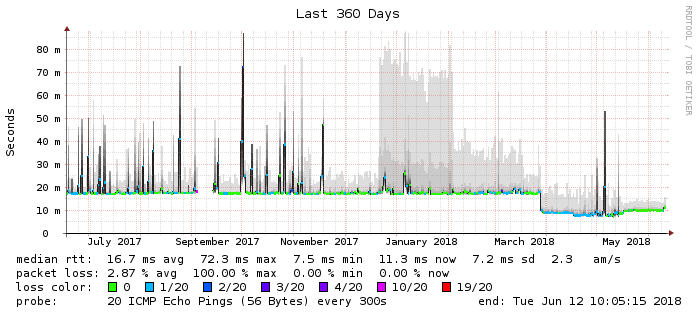 Last 360 Days
RRDTOOL / TOBI OETIKER
Seconds
80 m
70 m
60 m
50 m
40 m
30 m
20 m
10 m
0
July 2017 September 2017 November 2017 January 2018 March 2018 May 2018
median rtt: 16.7 ms avg 72.3 ms max 7.5 ms min 11.3 ms now 7.2 ms sd 2.3 am/s
packet loss: 2.87 % avg 100.00 % max 0.00 % min 0.00 % now
loss color: 0 1/20 2/20 3/20 4/20 10/20 19/20
probe: 20 ICMP Echo Pings (56 Bytes) every 300s end: Tue Jun 12 10:05:15 2018